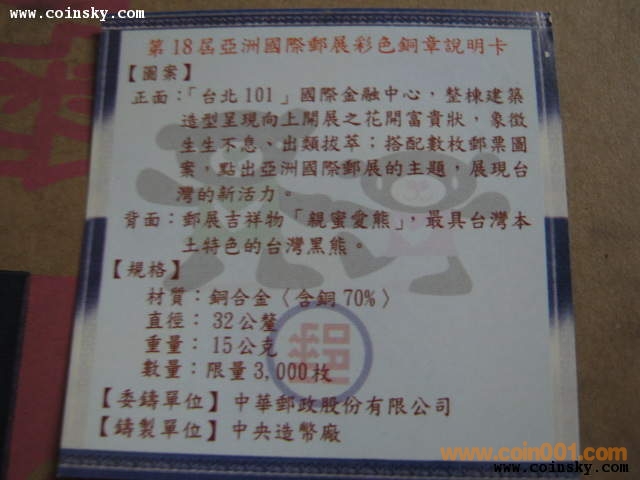 www.coinsky.com
第18屆亞洲國際郵展彩色銅章說明卡
【圖案】
正面：「台北101」國際金融中心，整棟建築
造型呈現向上開展之花開富貴狀，象徵
生生不息、出類拔萃；搭配數枚郵票圖
案，點出亞洲國際郵展的主題，展現台
灣的新活力。
背面：郵展吉祥物「親蜜愛熊」，最具台灣本
土特色的台灣黑熊。
【規格】
材質：銅合金〈含銅70%〉
直徑：32公釐
重量：15公克
數量：限量3,000枚
郵
【委鑄單位】中華郵政股份有限公司
【鑄製單位】中央造幣廠
www.coin001.com
www.coinsky.com